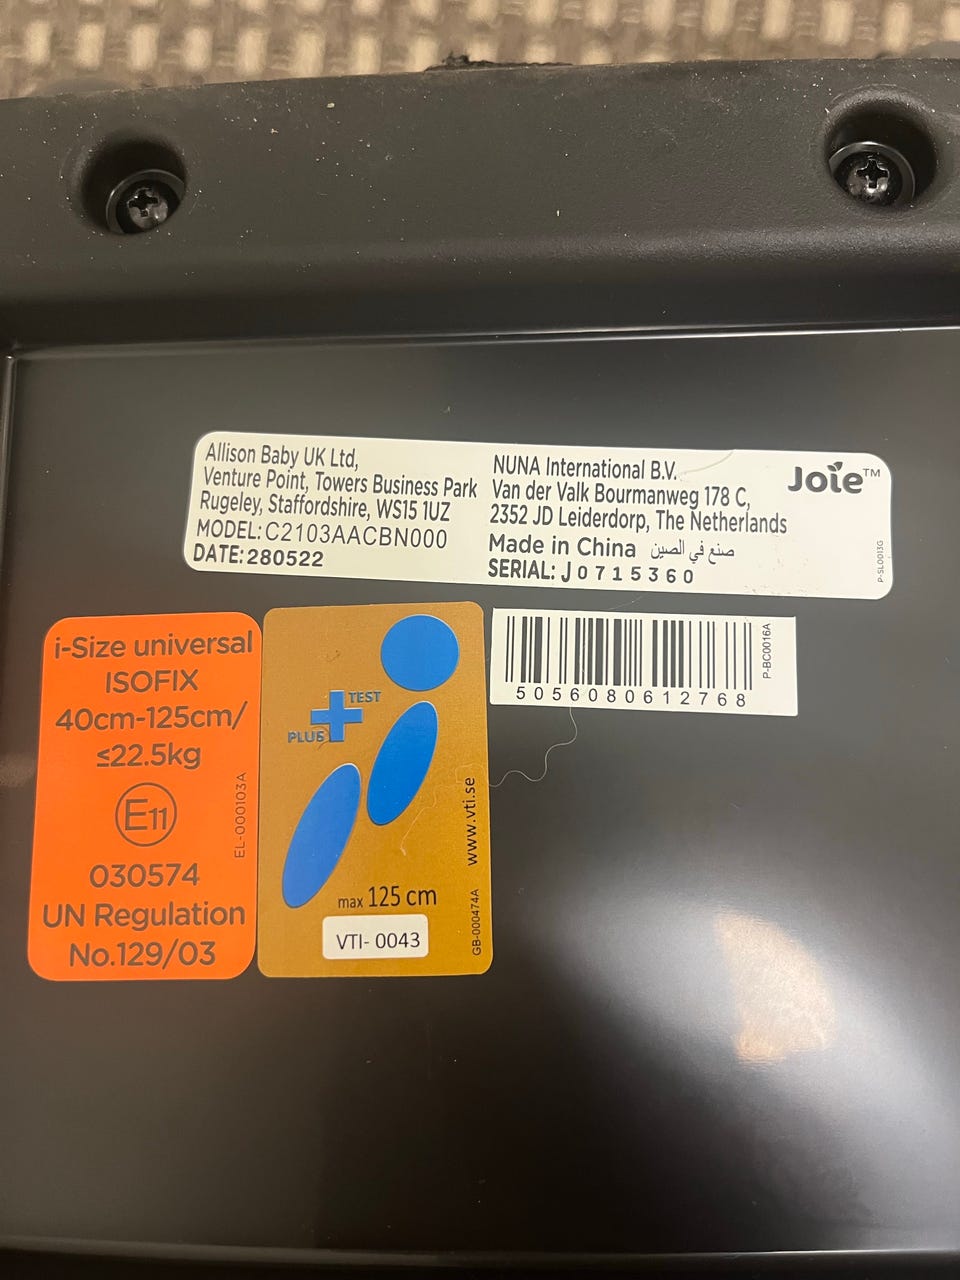 Allison Baby UK Ltd,
Venture Point, Towers Business Park
Rugeley, Staffordshire, WS15 1UZ
MODEL: C2103AACBN000
DATE: 280522
NUNA International B.V.
Van der Valk Bourmanweg 178 C,
2352 JD Leiderdorp, The Netherlands
Made in China صنع في الصين
SERIAL: J0715360
Joie™
P-SL0013G
i-Size universal
ISOFIX
40cm-125cm/
≤22.5kg
E11
030574
UN Regulation
No.129/03
EL-000103A
TEST
PLUS
max 125 cm
VTI- 0043
www.vti.se
GB-000474A
5056080612768
P-BC0016A